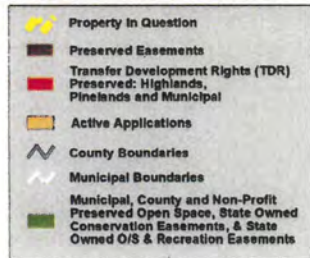 Property In Question
Preserved Easements
Transfer Development Rights (TDR)
Preserved: Highlands,
Pinelands and Municipal
Active Applications
County Boundaries
Municipal Boundaries
Municipal, County and Non-Profit
Preserved Open Space, State Owned
Conservation Easements, & State
Owned O/S & Recreation Easements